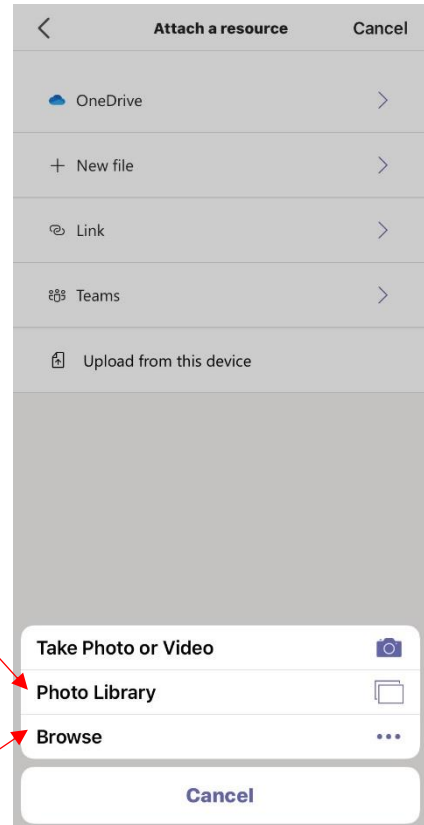 Attach a resource Cancel
OneDrive
New file
Link
Teams
Upload from this device
Take Photo or Video
Photo Library
Browse
Cancel